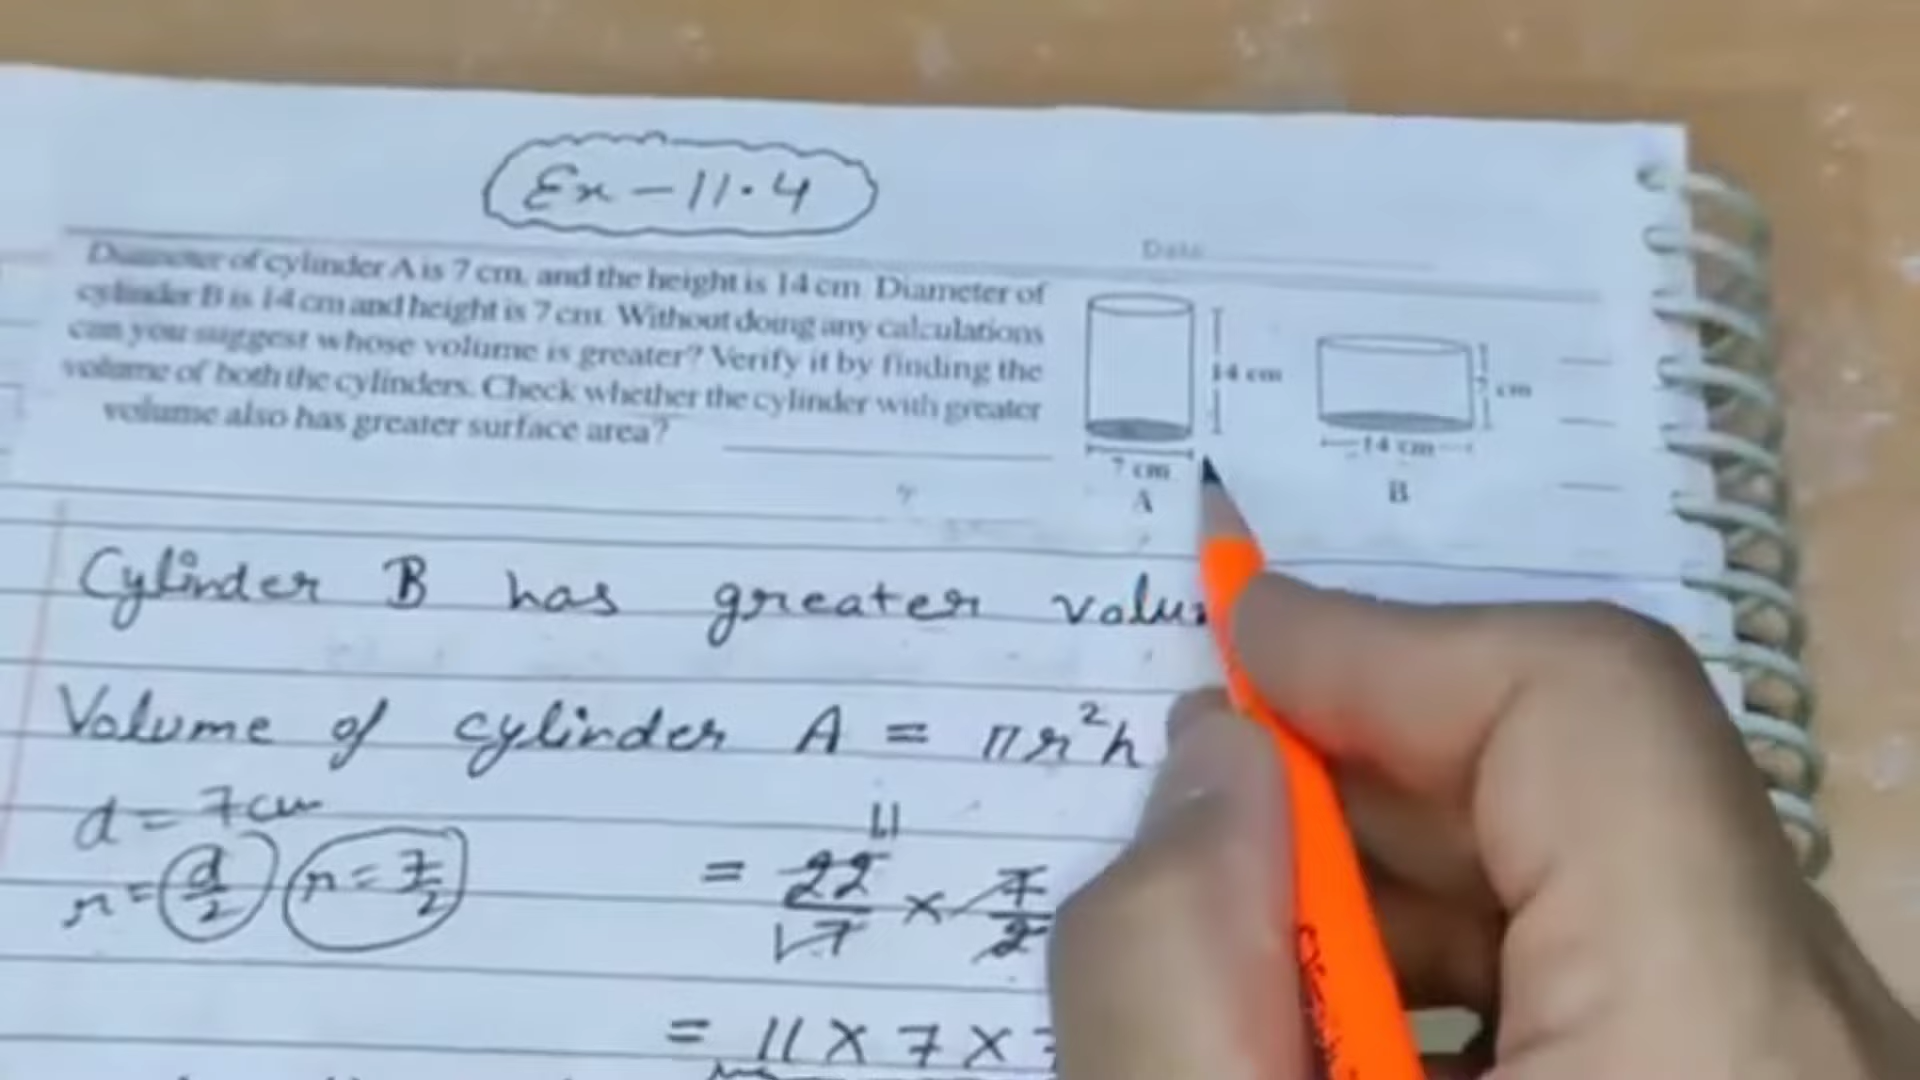 Ex - 11.4
Date
Diameter of cylinder A is 7 cm, and the height is 14 cm. Diameter of
cylinder B is 14 cm and height is 7 cm. Without doing any calculations
can you suggest whose volume is greater? Verify it by finding the
volume of both the cylinders. Check whether the cylinder with greater
volume also has greater surface area?
14 cm
7 cm
A
7 cm
14 cm
B
Cylinder B has greater
Volume of cylinder A = πr²h
d = 7cm
r = d/2 r = 7/2
11
= 22/7 × 7/2
= 11 × 7 ×